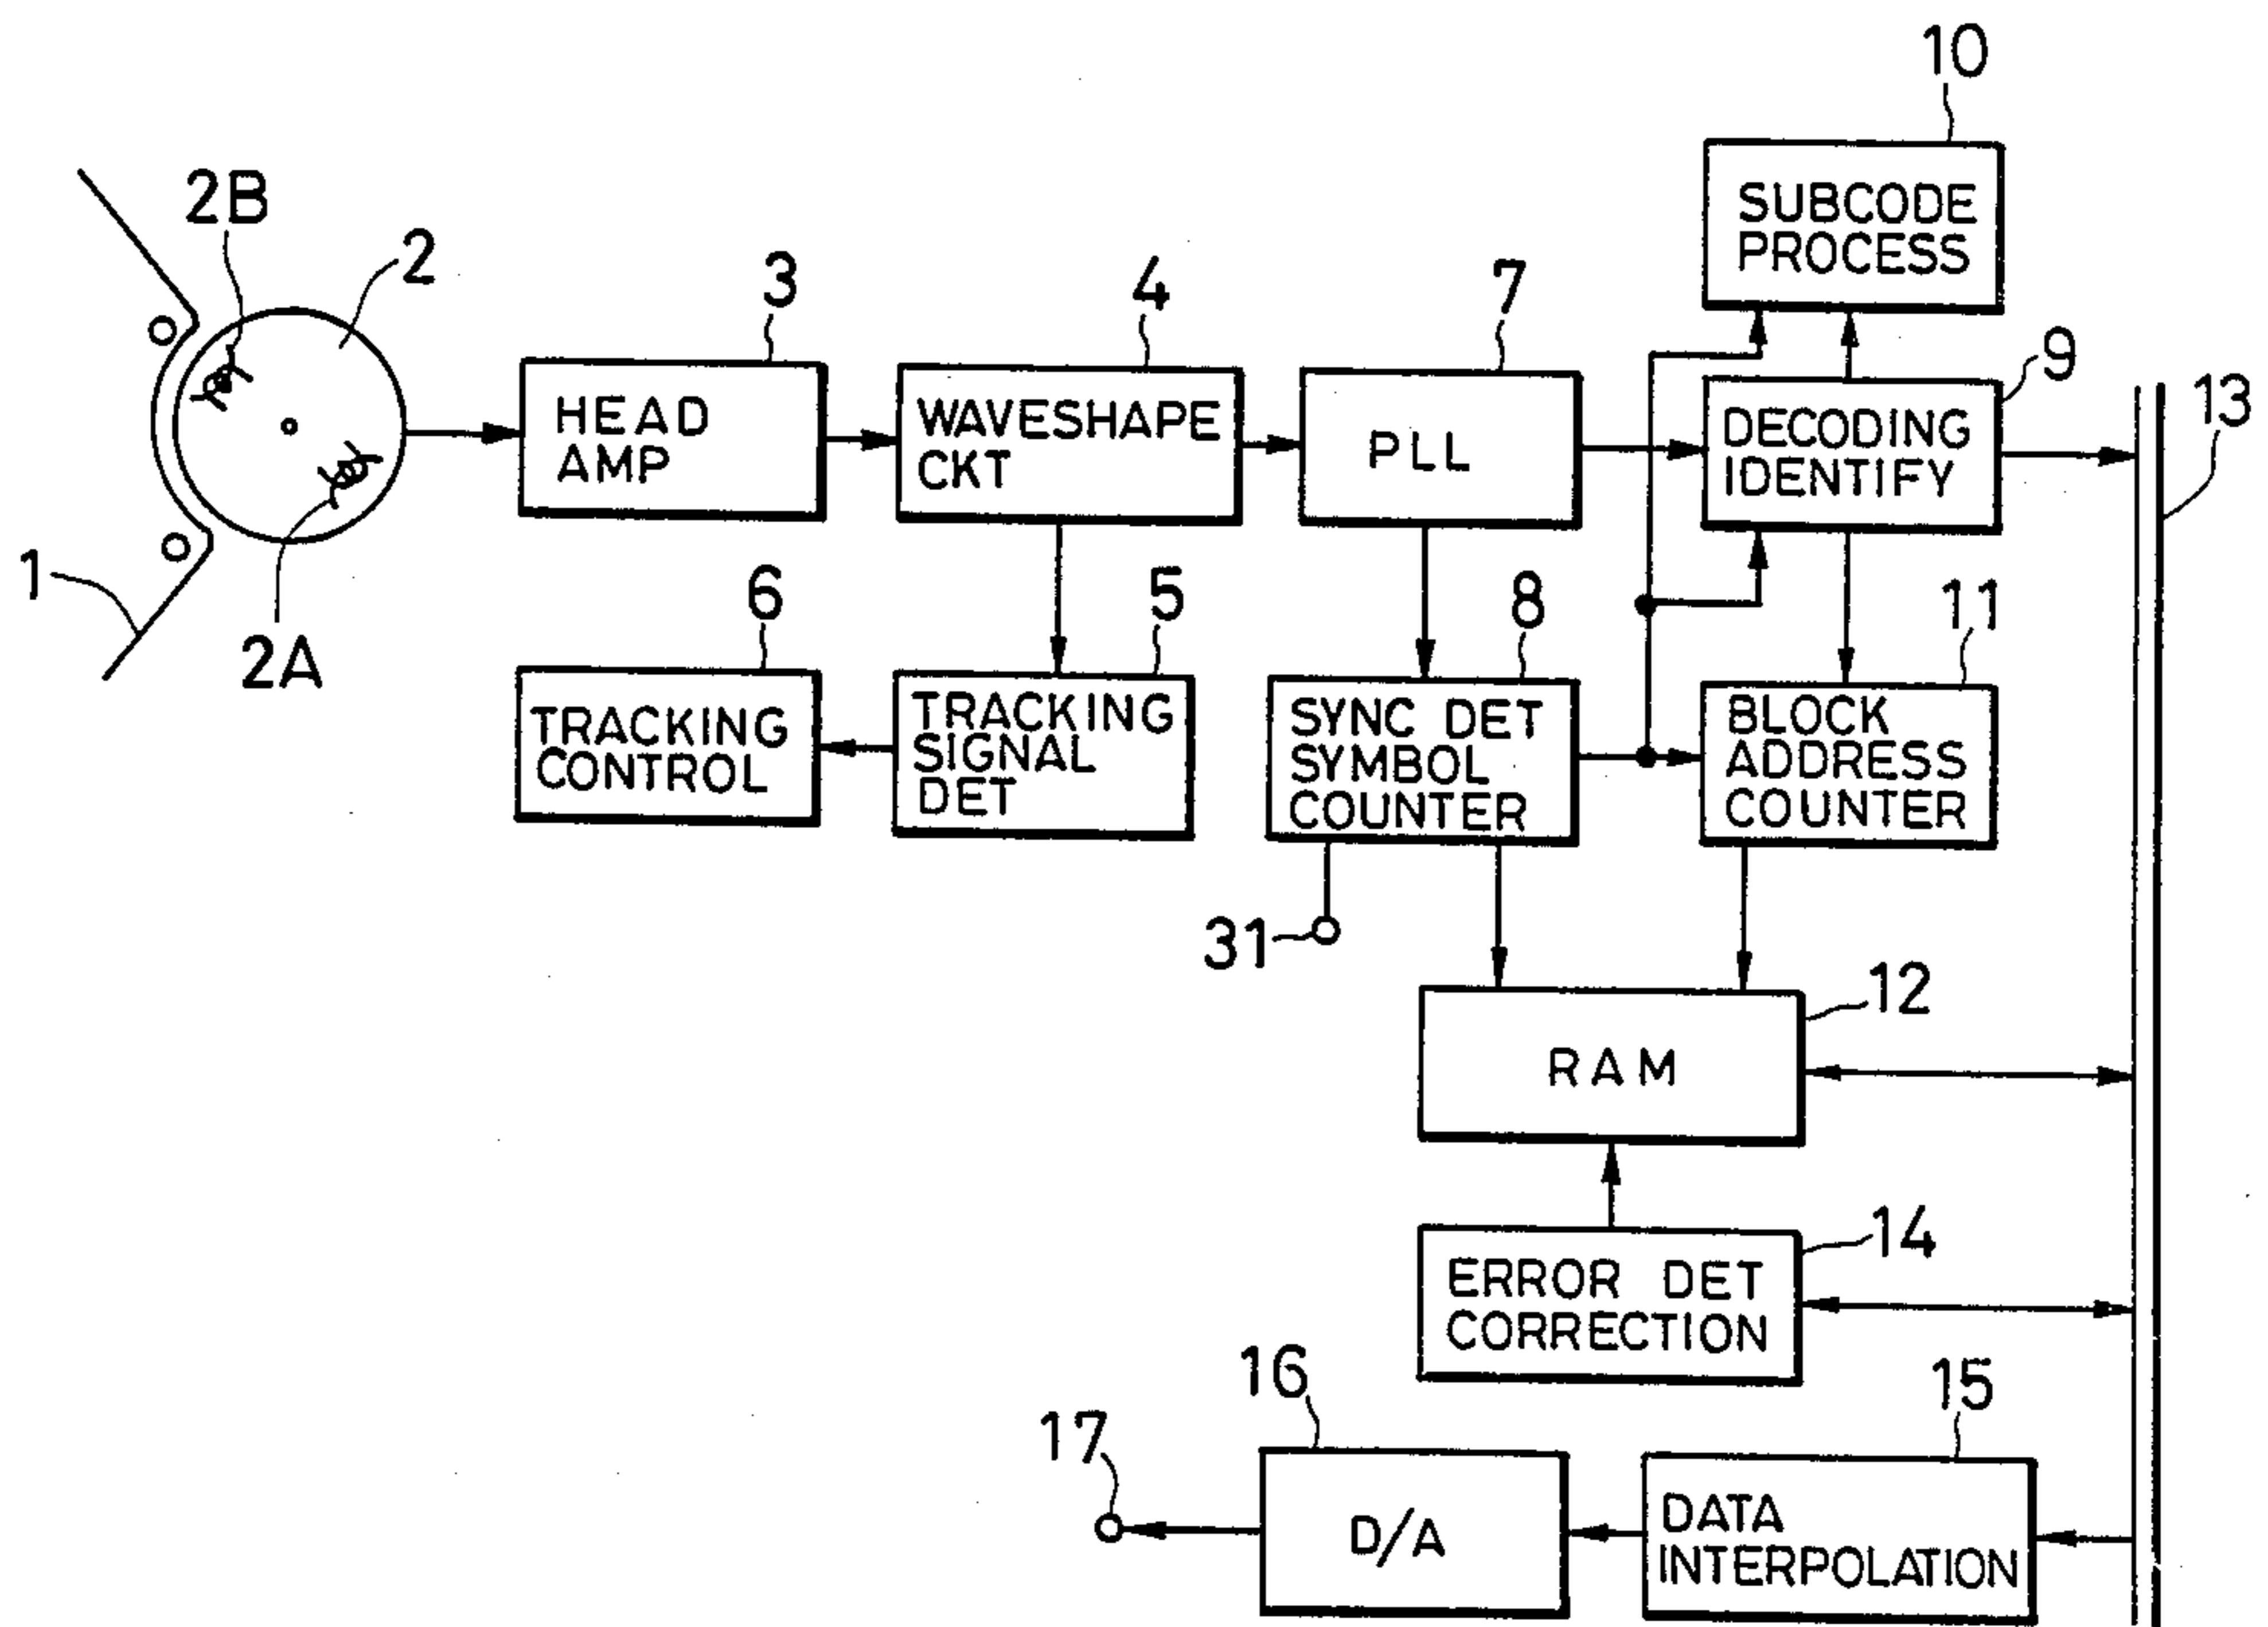 10
SUBCODE
PROCESS
2B
2
3
4
7
9
13
HEAD
AMP
WAVESHAPE
CKT
PLL
DECODING
IDENTIFY
1
2A
6
5
8
11
TRACKING
CONTROL
TRACKING
SIGNAL
DET
SYNC DET
SYMBOL
COUNTER
BLOCK
ADDRESS
COUNTER
31
12
RAM
14
ERROR DET
CORRECTION
16
15
17
D/A
DATA
INTERPOLATION